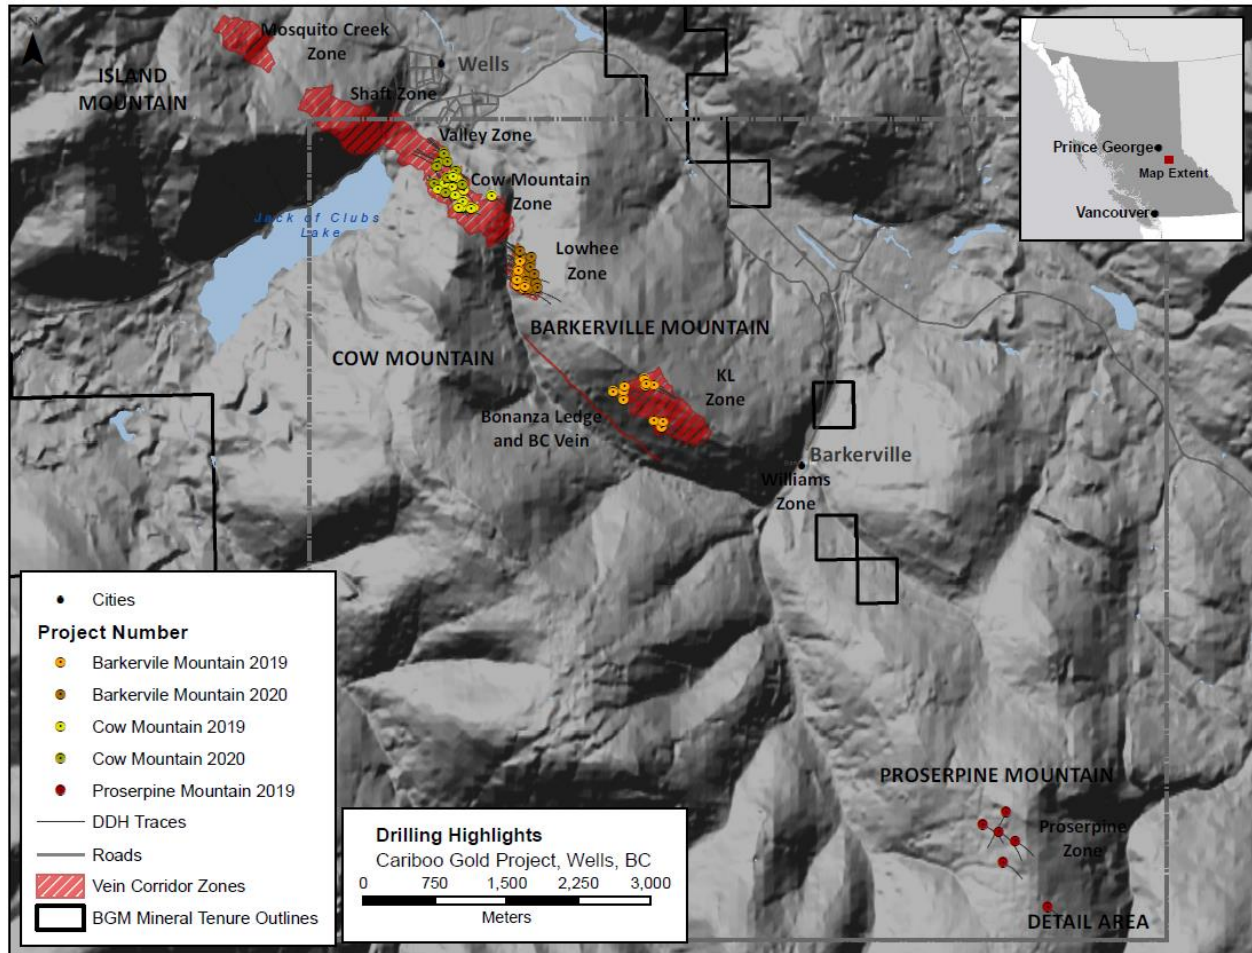 N
Mosquito Creek
Zone
ISLAND
MOUNTAIN
Wells
Shaft Zone
Valley Zone
Cow Mountain
Zone
Jack of Clubs
Lake
Lowhee
Zone
BARKERVILLE MOUNTAIN
COW MOUNTAIN
KL
Zone
Bonanza Ledge
and BC Vein
Barkerville
Williams
Zone
PROSERPINE MOUNTAIN
Proserpine
Zone
DETAIL AREA
Prince George
Map Extent
Vancouver
Cities
Project Number
Barkervile Mountain 2019
Barkerville Mountain 2020
Cow Mountain 2019
Cow Mountain 2020
Proserpine Mountain 2019
DDH Traces
Roads
Vein Corridor Zones
BGM Mineral Tenure Outlines
Drilling Highlights
Cariboo Gold Project, Wells, BC
0 750 1,500 2,250 3,000
Meters